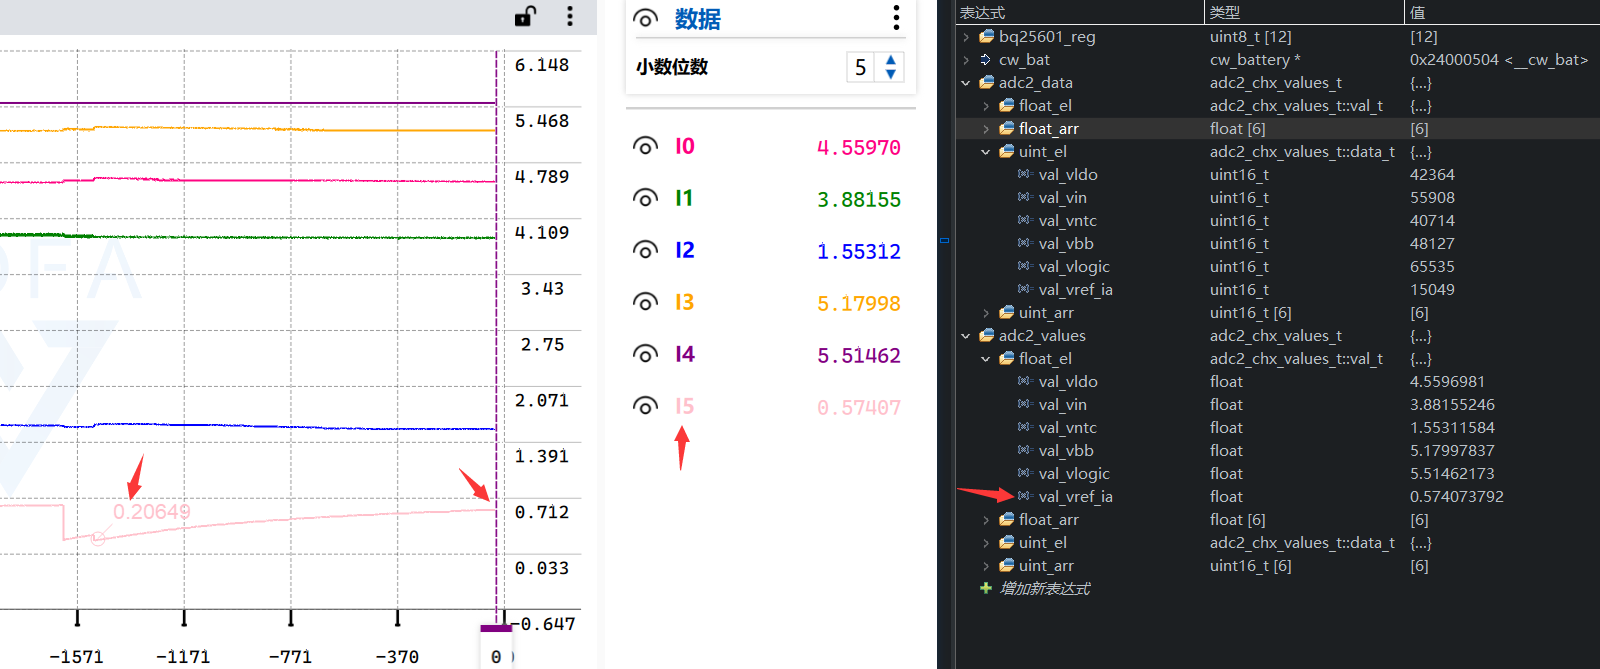 6.148
5.468
4.789
4.109
3.43
2.75
2.071
1.391
0.712
0.033
-0.647
0.20649
-1571
-1171
-771
-370
0
DFA
数据
小数位数
5
I0 4.55970
I1 3.88155
I2 1.55312
I3 5.17998
I4 5.51462
I5 0.57407
表达式 类型 值
bq25601_reg uint8_t [12] [12]
cw_bat cw_battery * 0x24000504 <__cw_bat>
adc2_data adc2_chx_values_t {...}
float_el adc2_chx_values_t::val_t {...}
float_arr float [6] [6]
uint_el adc2_chx_values_t::data_t {...}
val_vldo uint16_t 42364
val_vin uint16_t 55908
val_vntc uint16_t 40714
val_vbb uint16_t 48127
val_vlogic uint16_t 65535
val_vref_ia uint16_t 15049
uint_arr uint16_t [6] [6]
adc2_values adc2_chx_values_t {...}
float_el adc2_chx_values_t::val_t {...}
val_vldo float 4.5596981
val_vin float 3.88155246
val_vntc float 1.55311584
val_vbb float 5.17997837
val_vlogic float 5.51462173
val_vref_ia float 0.574073792
float_arr float [6] [6]
uint_el adc2_chx_values_t::data_t {...}
uint_arr uint16_t [6] [6]
增加新表达式